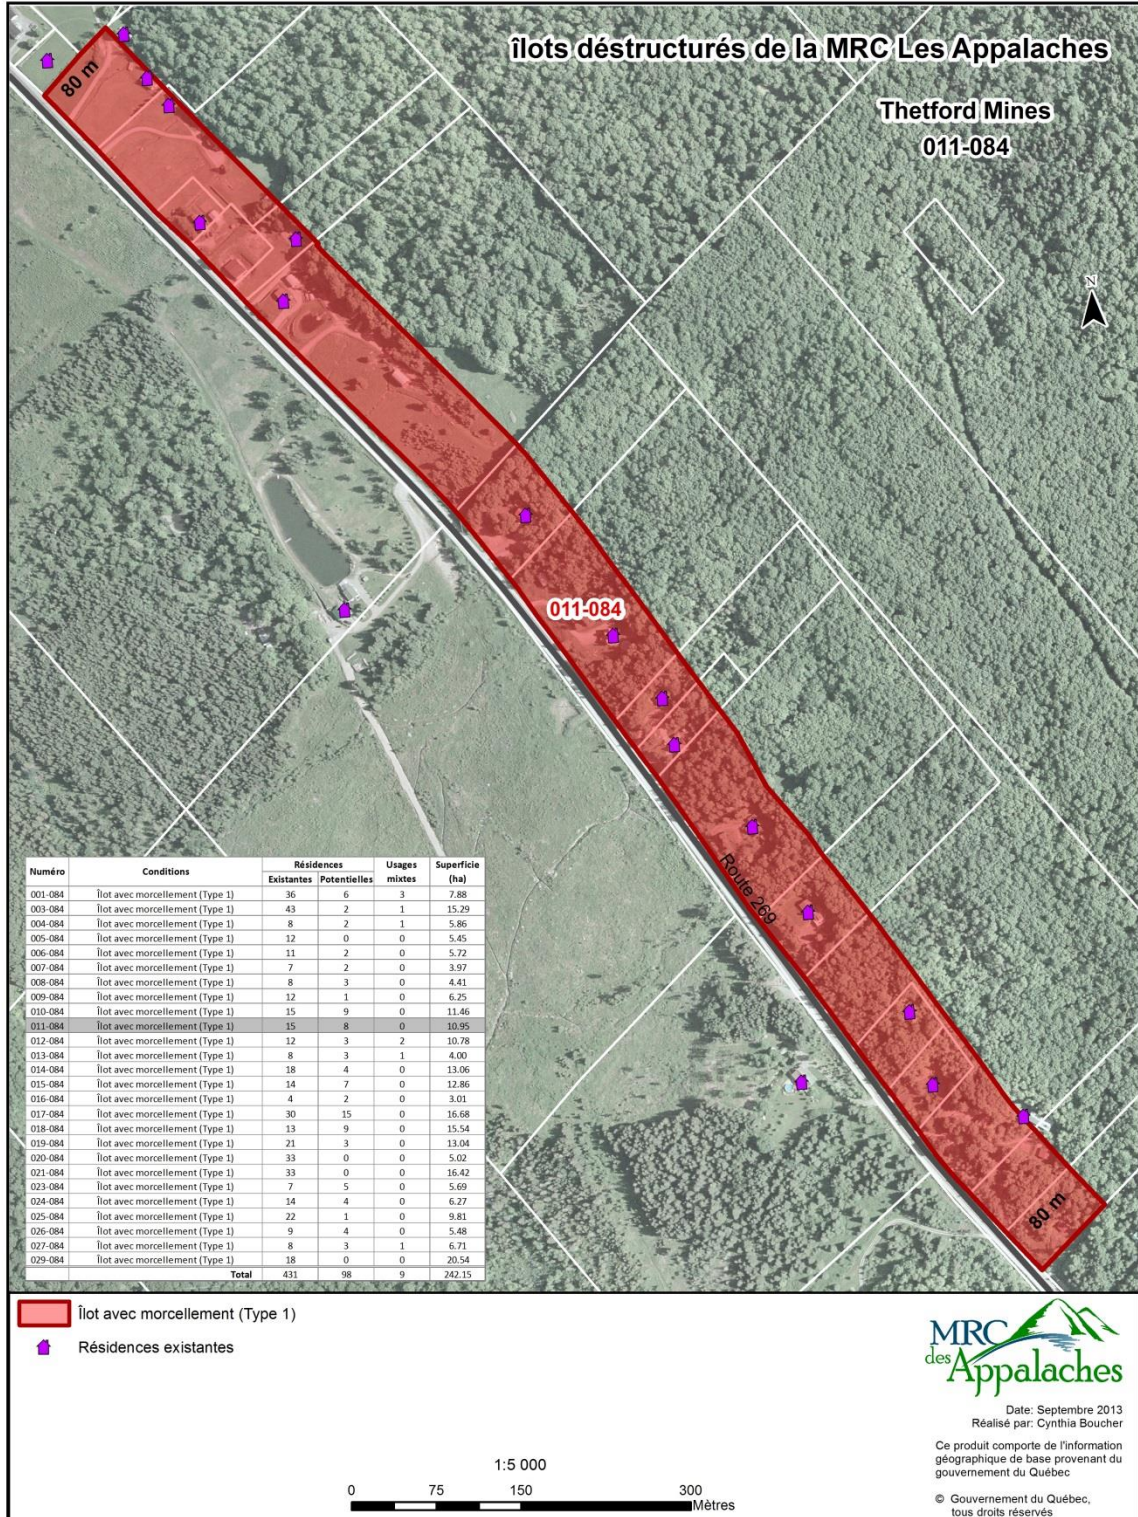 îlots déstructurés de la MRC Les Appalaches
Thetford Mines
011-084
80 m
N
011-084
Route 269
80 m
Numéro Conditions Résidences Usages mixtes Superficie (ha)
Existantes Potentielles
001-084 Îlot avec morcellement (Type 1) 36 6 3 7.88
003-084 Îlot avec morcellement (Type 1) 43 2 1 15.29
004-084 Îlot avec morcellement (Type 1) 8 2 1 5.86
005-084 Îlot avec morcellement (Type 1) 12 0 0 5.45
006-084 Îlot avec morcellement (Type 1) 11 2 0 5.72
007-084 Îlot avec morcellement (Type 1) 7 2 0 3.97
008-084 Îlot avec morcellement (Type 1) 8 3 0 4.41
009-084 Îlot avec morcellement (Type 1) 12 1 0 6.25
010-084 Îlot avec morcellement (Type 1) 15 9 0 11.46
011-084 Îlot avec morcellement (Type 1) 15 8 0 10.95
012-084 Îlot avec morcellement (Type 1) 12 3 2 10.78
013-084 Îlot avec morcellement (Type 1) 8 3 1 4.00
014-084 Îlot avec morcellement (Type 1) 18 4 0 13.06
015-084 Îlot avec morcellement (Type 1) 14 7 0 12.86
016-084 Îlot avec morcellement (Type 1) 4 2 0 3.01
017-084 Îlot avec morcellement (Type 1) 30 15 0 16.68
018-084 Îlot avec morcellement (Type 1) 13 9 0 15.54
019-084 Îlot avec morcellement (Type 1) 21 3 0 13.04
020-084 Îlot avec morcellement (Type 1) 33 0 0 5.02
021-084 Îlot avec morcellement (Type 1) 33 0 0 16.42
023-084 Îlot avec morcellement (Type 1) 7 5 0 5.69
024-084 Îlot avec morcellement (Type 1) 14 4 0 6.27
025-084 Îlot avec morcellement (Type 1) 22 1 0 9.81
026-084 Îlot avec morcellement (Type 1) 9 4 0 5.48
027-084 Îlot avec morcellement (Type 1) 8 3 1 6.71
029-084 Îlot avec morcellement (Type 1) 18 0 0 20.54
Total 431 98 9 242.15
Îlot avec morcellement (Type 1)
Résidences existantes
1:5 000
0 75 150 300
Mètres
MRC
des Appalaches
Date: Septembre 2013
Réalisé par: Cynthia Boucher
Ce produit comporte de l'information
géographique de base provenant du
gouvernement du Québec
© Gouvernement du Québec,
tous droits réservés